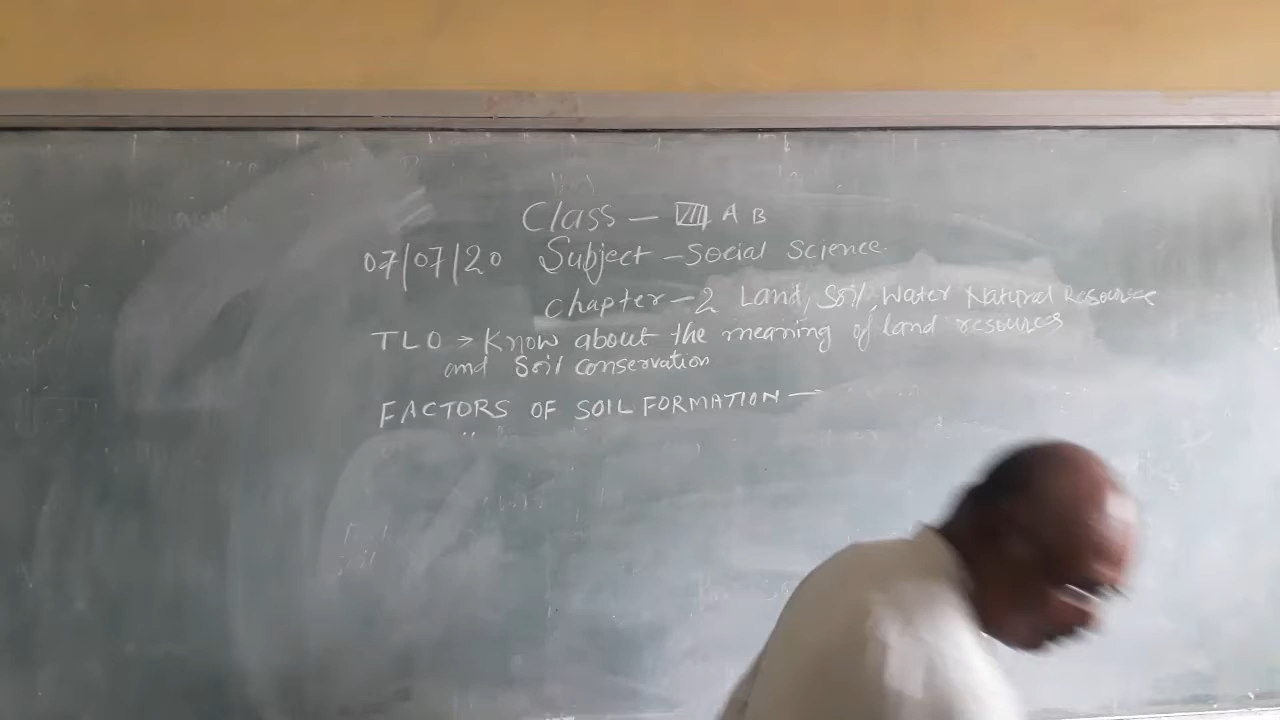 Class - VIII A B
07/07/20 Subject - Social Science
Chapter - 2 Land, Soil, Water Natural Resource
TLO > Know about the meaning of land resources
and Soil conservation
FACTORS OF SOIL FORMATION -